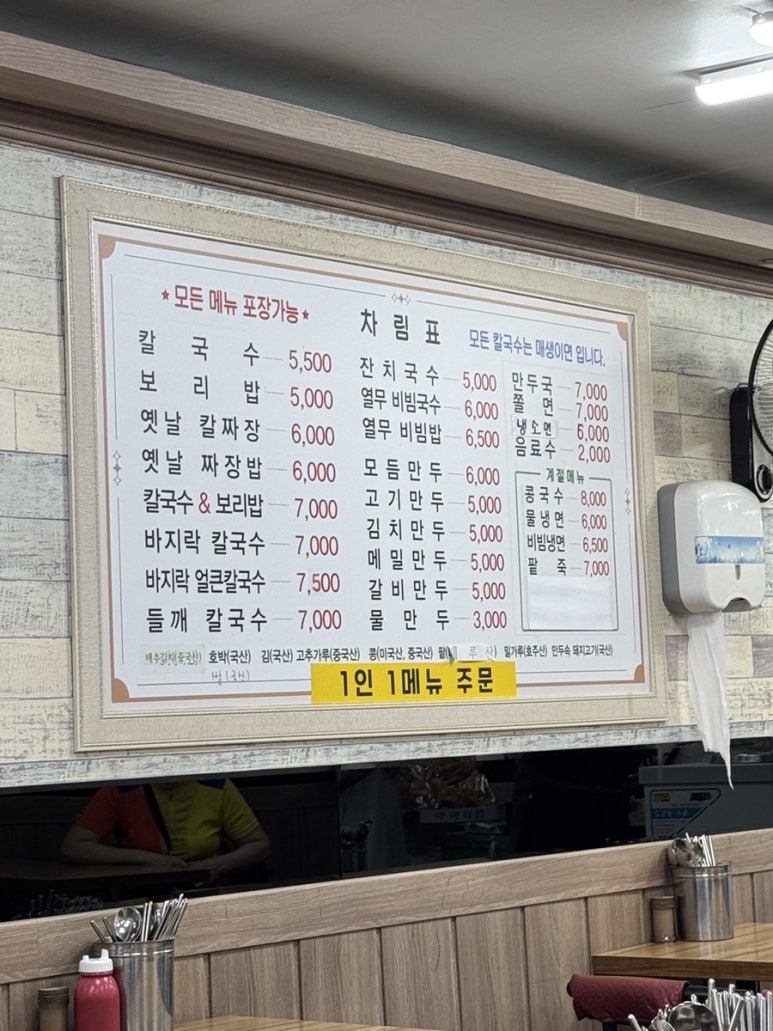 ★모든 메뉴 포장가능★
차림표
모든 칼국수는 매생이면 입니다.
칼국수 5,500
보리밥 5,000
옛날 칼짜장 6,000
옛날 짜장밥 6,000
칼국수 & 보리밥 7,000
바지락 칼국수 7,000
바지락 얼큰칼국수 7,500
들깨 칼국수 7,000
잔치국수 5,000
열무 비빔국수 6,000
열무 비빔밥 6,500
모듬만두 6,000
고기만두 5,000
김치만두 5,000
메밀만두 5,000
갈비만두 5,000
물만두 3,000
만두국 7,000
쫄면 7,000
냉소면 6,000
음료수 2,000
계절메뉴
콩국수 8,000
물냉면 6,000
비빔냉면 6,500
팥죽 7,000
배추김치(중국산) 호박(국산) 김(국산) 고추가루(중국산) 콩(미국산, 중국산) 팥( 밀가루(호주산) 만두속 돼지고기(국산)
쌀(국산)
1인 1메뉴 주문